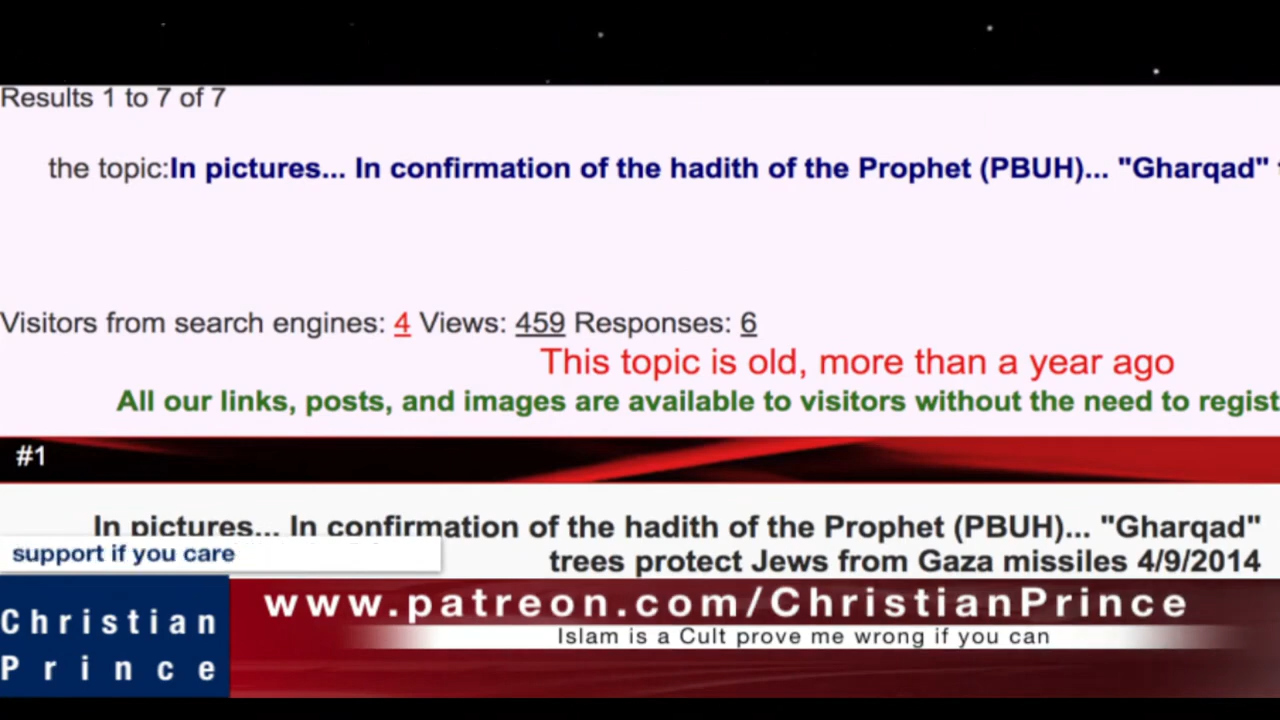 Results 1 to 7 of 7
the topic:In pictures... In confirmation of the hadith of the Prophet (PBUH)... "Gharqad"
Visitors from search engines: 4 Views: 459 Responses: 6
This topic is old, more than a year ago
All our links, posts, and images are available to visitors without the need to regist
#1
In pictures... In confirmation of the hadith of the Prophet (PBUH)... "Gharqad"
trees protect Jews from Gaza missiles 4/9/2014
support if you care
Christian
Prince
www.patreon.com/ChristianPrince
Islam is a Cult prove me wrong if you can